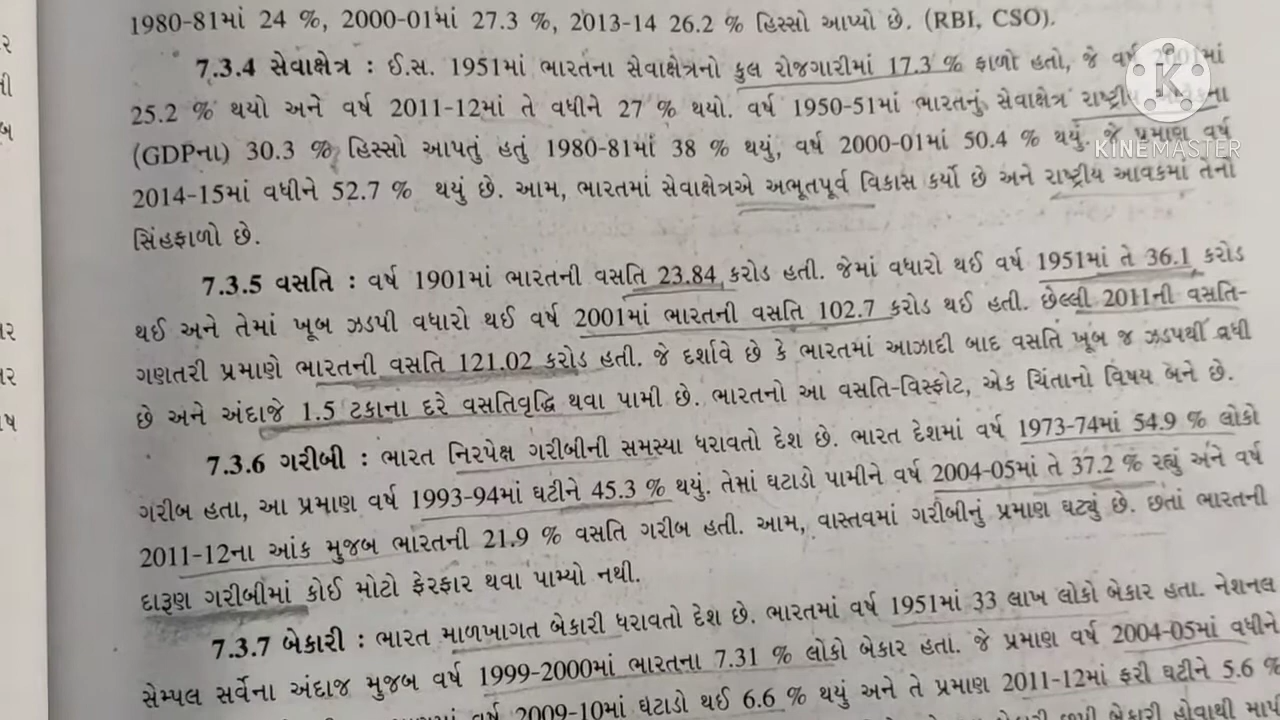 1980-81માં 24 %, 2000-01માં 27.3 %, 2013-14 26.2 % હિસ્સો આપ્યો છે. (RBI, CSO).
7.3.4 સેવાક્ષેત્ર : ઈ.સ. 1951માં ભારતના સેવાક્ષેત્રનો કુલ રોજગારીમાં 17.3 % ફાળો હતો, જે વર્ષ 2001માં
25.2 % થયો અને વર્ષ 2011-12માં તે વધીને 27 % થયો. વર્ષ 1950-51માં ભારતનું સેવાક્ષેત્ર રાષ્ટ્રીય
(GDPના) 30.3 % હિસ્સો આપતું હતું 1980-81માં 38 % થયું, વર્ષ 2000-01માં 50.4 % થયું. જે પ્રમાણ વર્ષ
KINEMASTER
2014-15માં વધીને 52.7 % થયું છે. આમ, ભારતમાં સેવાક્ષેત્રએ અભૂતપૂર્વ વિકાસ કર્યો છે અને રાષ્ટ્રીય આવકમાં તેનો
સિંહફાળો છે.
7.3.5 વસતિ : વર્ષ 1901માં ભારતની વસતિ 23.84 કરોડ હતી. જેમાં વધારો થઈ વર્ષ 1951માં તે 36.1 કરોડ
થઈ અને તેમાં ખૂબ ઝડપી વધારો થઈ વર્ષ 2001માં ભારતની વસતિ 102.7 કરોડ થઈ હતી. છેલ્લી 2011ની વસતિ-
ગણતરી પ્રમાણે ભારતની વસતિ 121.02 કરોડ હતી. જે દર્શાવે છે કે ભારતમાં આઝાદી બાદ વસતિ ખૂબ જ ઝડપથી વધી
છે અને અંદાજે 1.5 ટકાના દરે વસતિવૃદ્ધિ થવા પામી છે. ભારતનો આ વસતિ-વિસ્ફોટ, એક ચિંતાનો વિષય બને છે.
7.3.6 ગરીબી : ભારત નિરપેક્ષ ગરીબીની સમસ્યા ધરાવતો દેશ છે. ભારત દેશમાં વર્ષ 1973-74માં 54.9 % લોકો
ગરીબ હતા, આ પ્રમાણ વર્ષ 1993-94માં ઘટીને 45.3 % થયું. તેમાં ઘટાડો પામીને વર્ષ 2004-05માં તે 37.2 % રહ્યું અને વર્ષ
2011-12ના આંક મુજબ ભારતની 21.9 % વસતિ ગરીબ હતી. આમ, વાસ્તવમાં ગરીબીનું પ્રમાણ ઘટ્યું છે. છતાં ભારતની
દારૂણ ગરીબીમાં કોઈ મોટો ફેરફાર થવા પામ્યો નથી.
7.3.7 બેકારી : ભારત માળખાગત બેકારી ધરાવતો દેશ છે. ભારતમાં વર્ષ 1951માં 33 લાખ લોકો બેકાર હતા. નેશનલ
સેમ્પલ સર્વેના અંદાજ મુજબ વર્ષ 1999-2000માં ભારતના 7.31 % લોકો બેકાર હતા. જે પ્રમાણ વર્ષ 2004-05માં વધીને
વર્ષ 2009-10માં ઘટાડો થઈ 6.6 % થયું અને તે પ્રમાણ 2011-12માં ફરી ઘટીને 5.6 %